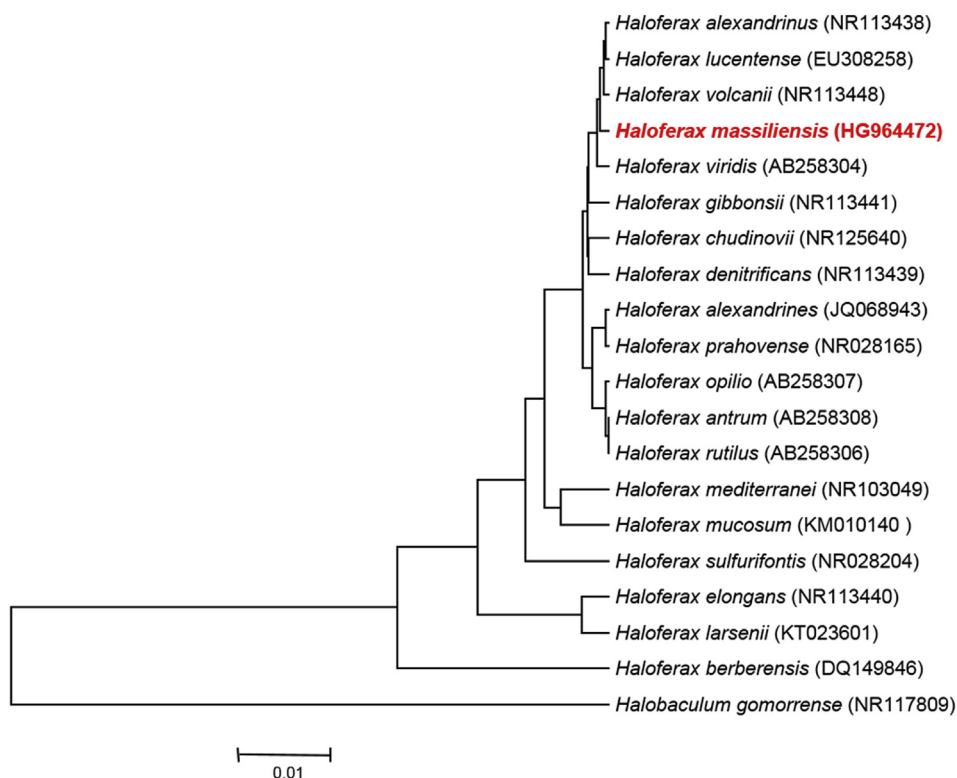 Haloferax alexandrinus (NR113438)
Haloferax lucentense (EU308258)
Haloferax volcanii (NR113448)
Haloferax massiliensis (HG964472)
Haloferax viridis (AB258304)
Haloferax gibbonsii (NR113441)
Haloferax chudinovii (NR125640)
Haloferax denitrificans (NR113439)
Haloferax alexandrines (JQ068943)
Haloferax prahovense (NR028165)
Haloferax opilio (AB258307)
Haloferax antrum (AB258308)
Haloferax rutilus (AB258306)
Haloferax mediterranei (NR103049)
Haloferax mucosum (KM010140 )
Haloferax sulfurifontis (NR028204)
Haloferax elongans (NR113440)
Haloferax larsenii (KT023601)
Haloferax berberensis (DQ149846)
Halobaculum gomorrense (NR117809)
0.01